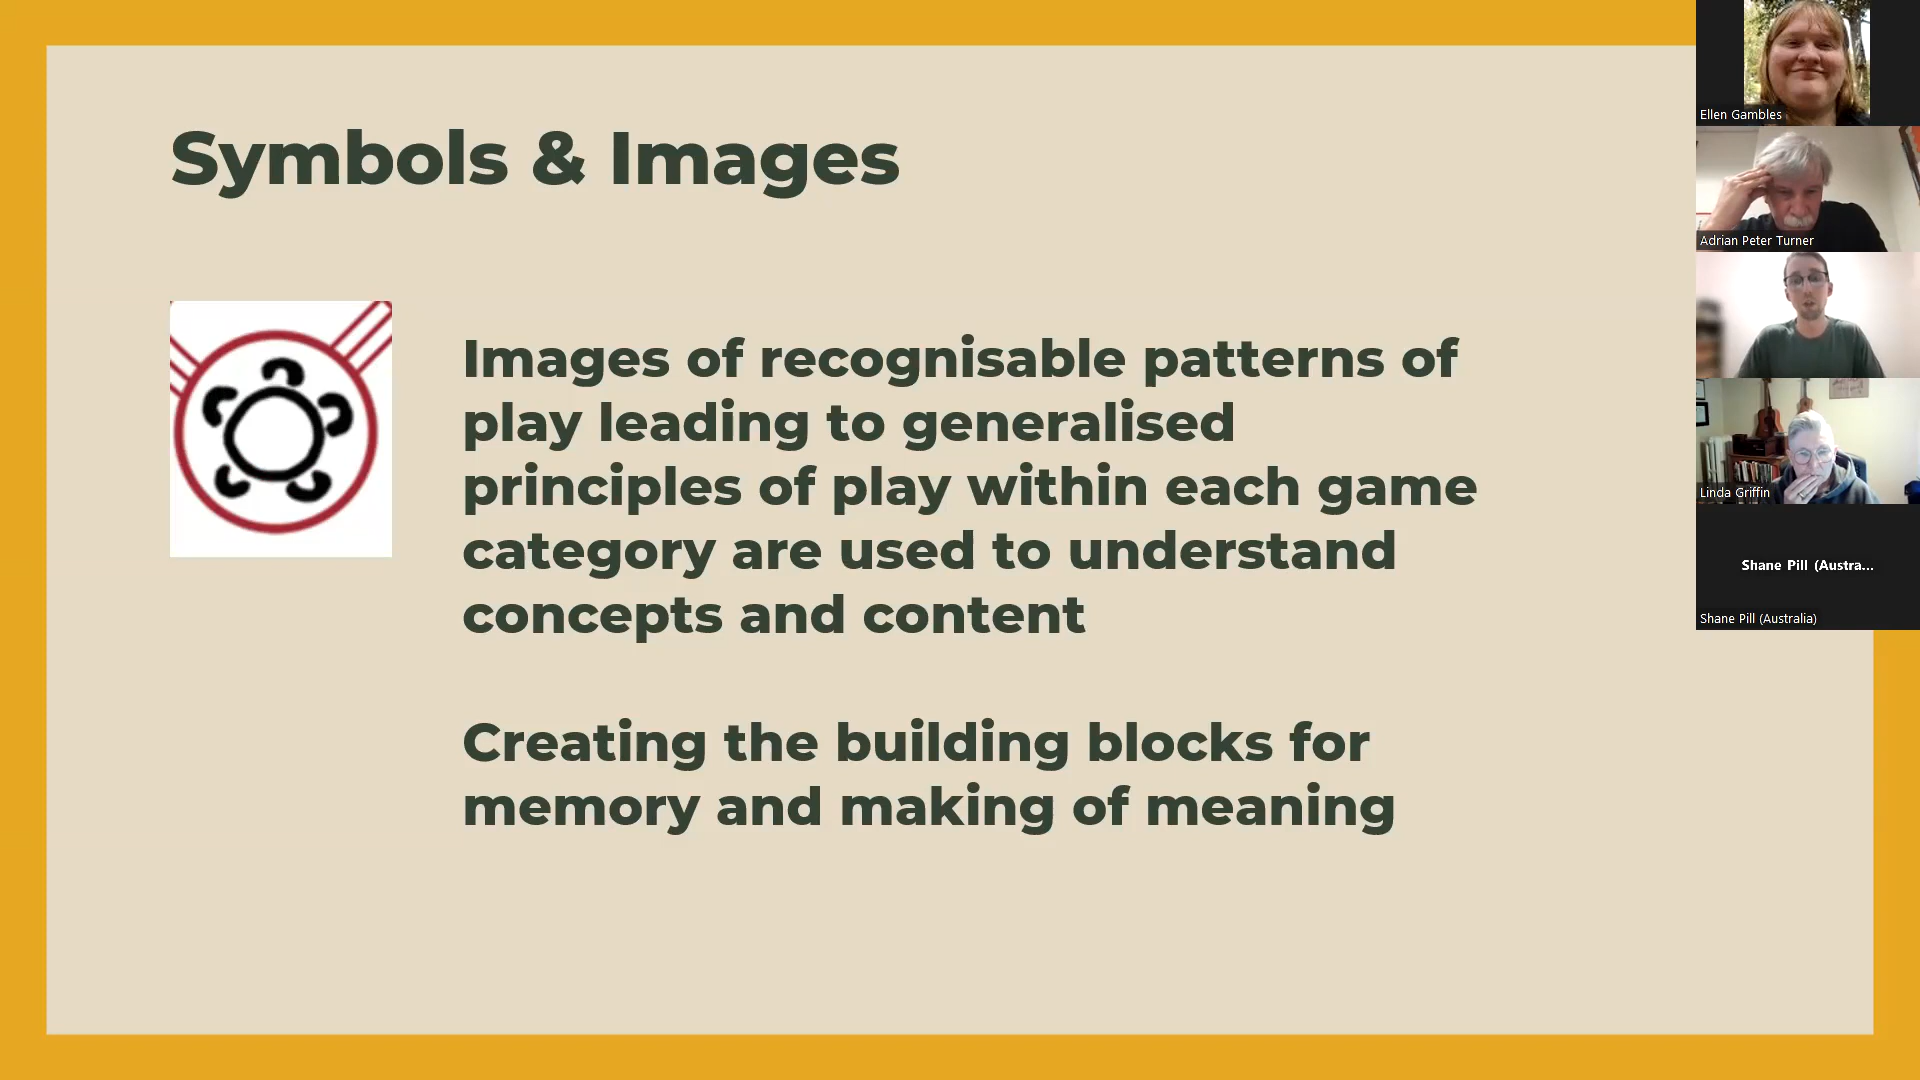 Symbols & Images
Images of recognisable patterns of
play leading to generalised
principles of play within each game
category are used to understand
concepts and content
Creating the building blocks for
memory and making of meaning
Ellen Gambles
Adrian Peter Turner
Linda Griffin
Shane Pill (Austra...
Shane Pill (Australia)